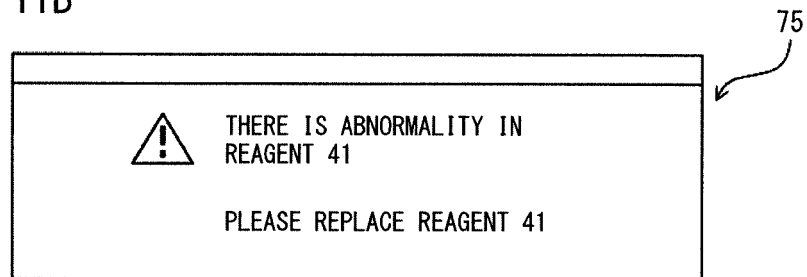 11B
75
THERE IS ABNORMALITY IN
REAGENT 41
PLEASE REPLACE REAGENT 41